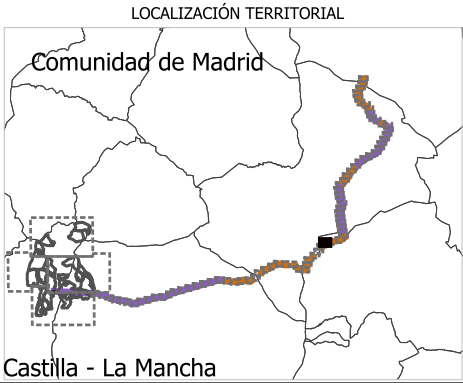 LOCALIZACIÓN TERRITORIAL
Comunidad de Madrid
Castilla - La Mancha